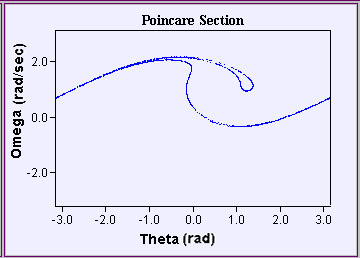 Poincare Section
Omega (rad/sec)
2.0
0.0
-2.0
-3.0 -2.0 -1.0 0.0 1.0 2.0 3.0
Theta (rad)